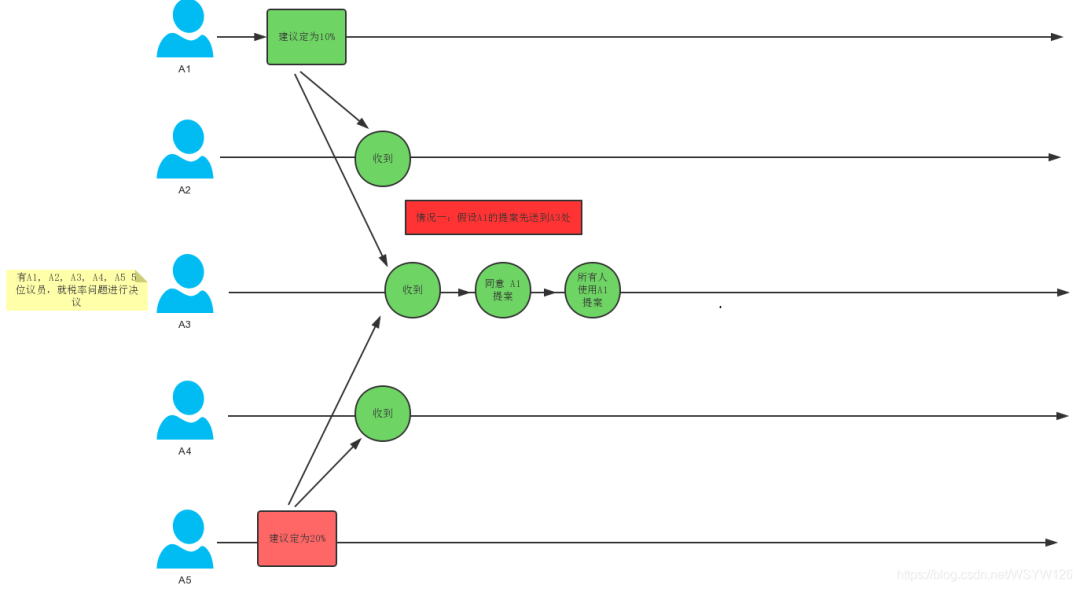 建议定为10%
A1
收到
A2
情况一：假设A1的提案先送到A3处
有A1, A2, A3, A4, A5 5
位议员，就税率问题进行决
议
收到
同意 A1
提案
所有人
使用A1
提案
A3
收到
A4
建议定为20%
A5
https://blog.csdn.net/WSYW126